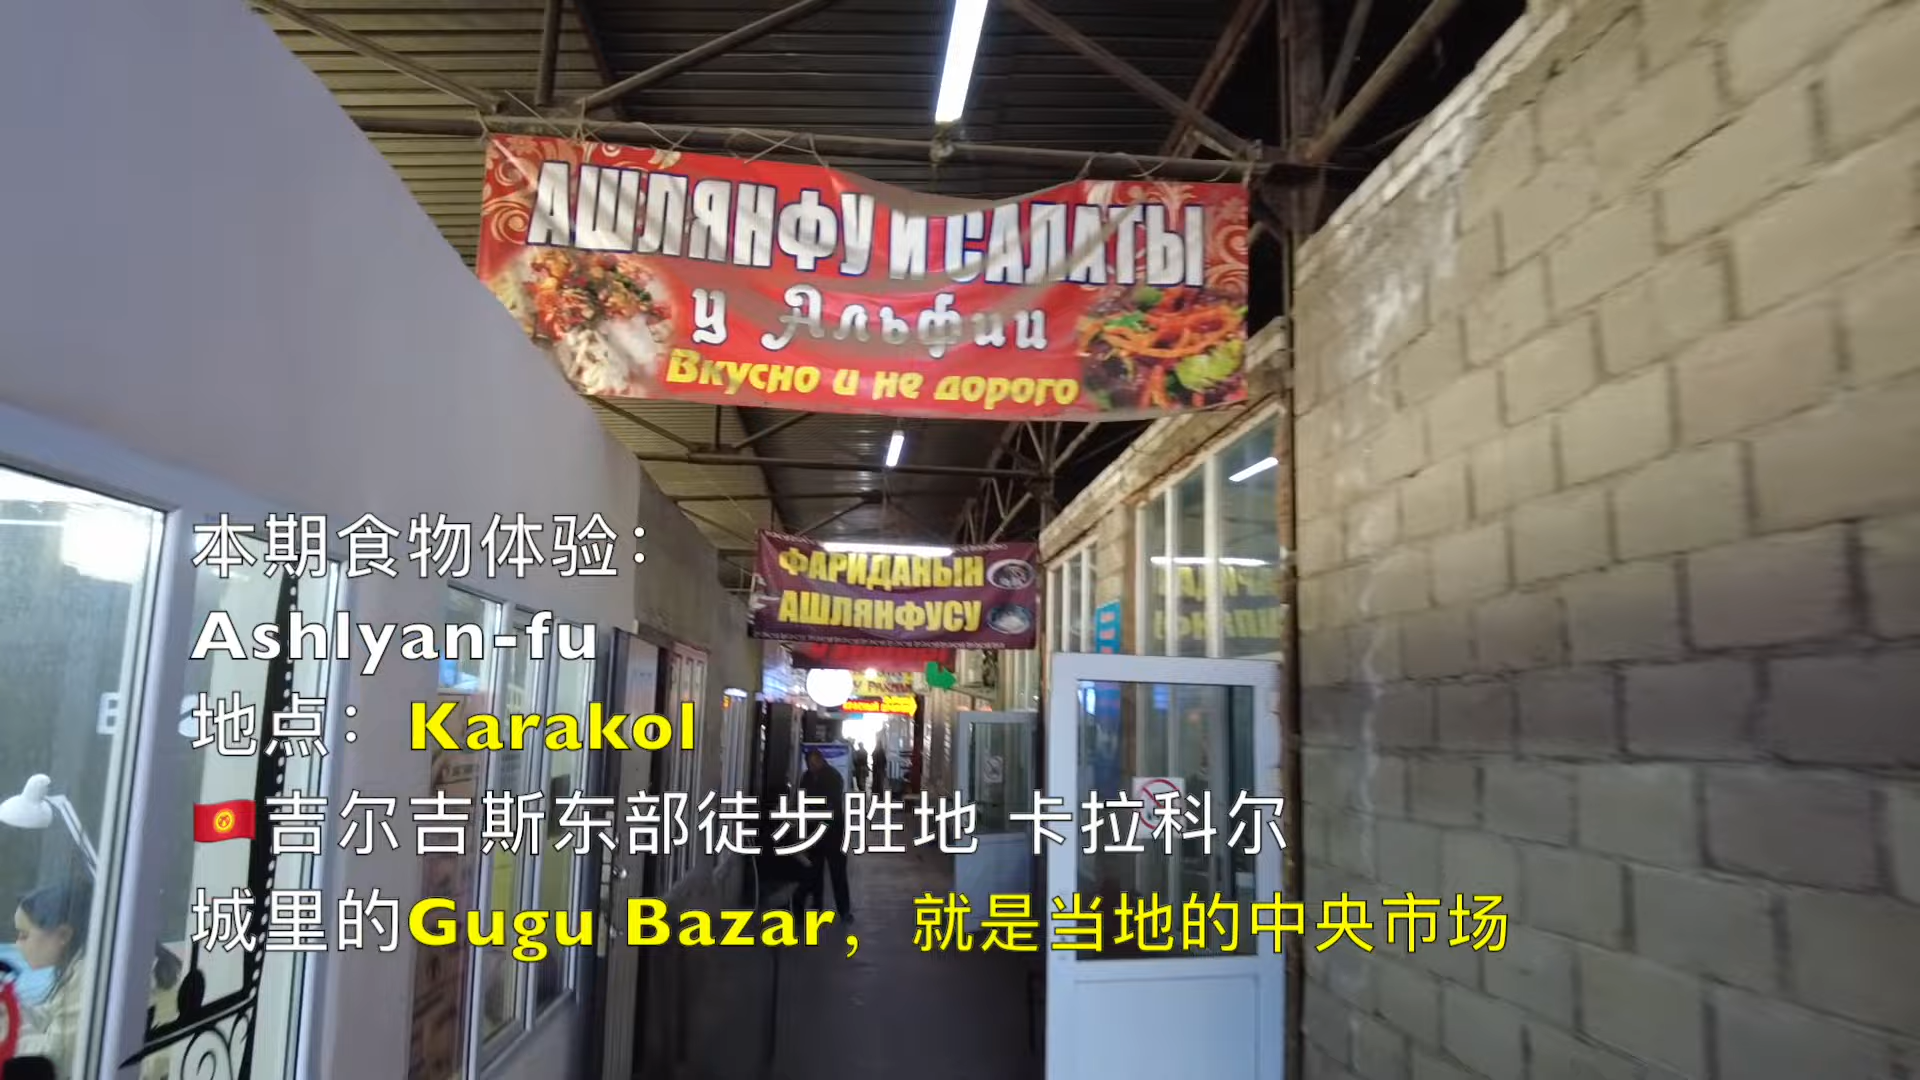 АШЛЯНФУ И САЛАТЫ
у Альфии
Вкусно и не дорого
ФАРИДАНЫН
АШЛЯНФУСУ
本期食物体验：
Ashlyan-fu
地点：Karakol
🇰🇬吉尔吉斯东部徒步胜地 卡拉科尔
城里的Gugu Bazar，就是当地的中央市场